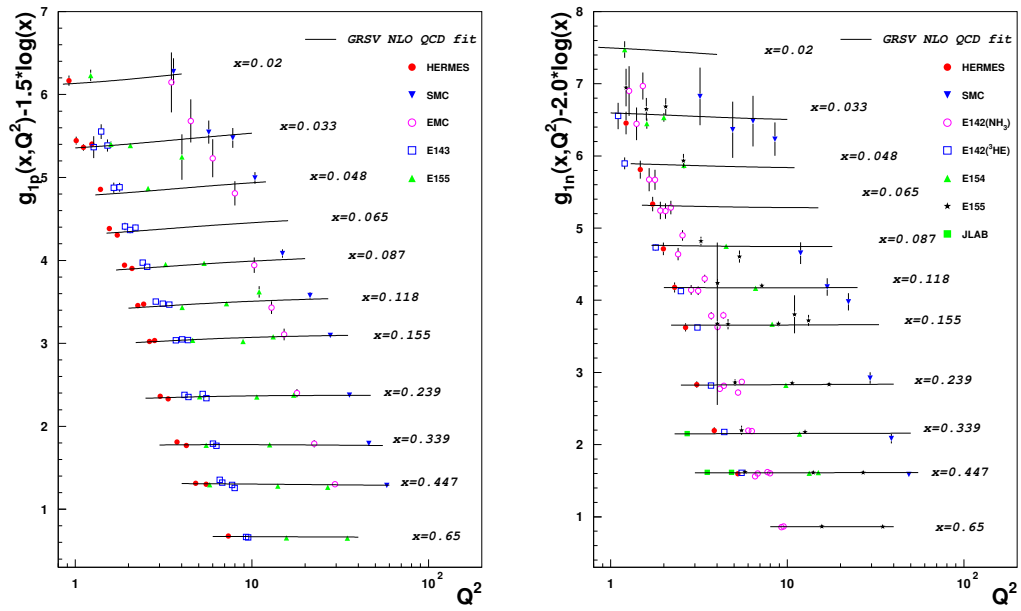 g1p(x,Q2)-1.5*log(x)
7
6
5
4
3
2
1
GRSV NLO QCD fit
HERMES
SMC
EMC
E143
E155
x=0.02
x=0.033
x=0.048
x=0.065
x=0.087
x=0.118
x=0.155
x=0.239
x=0.339
x=0.447
x=0.65
1
10
10 2
Q2
g1n(x,Q2)-2.0*log(x)
8
7
6
5
4
3
2
1
GRSV NLO QCD fit
HERMES
SMC
E142(NH3)
E142(3HE)
E154
E155
JLAB
x=0.02
x=0.033
x=0.048
x=0.065
x=0.087
x=0.118
x=0.155
x=0.239
x=0.339
x=0.447
x=0.65
1
10
10 2
Q2